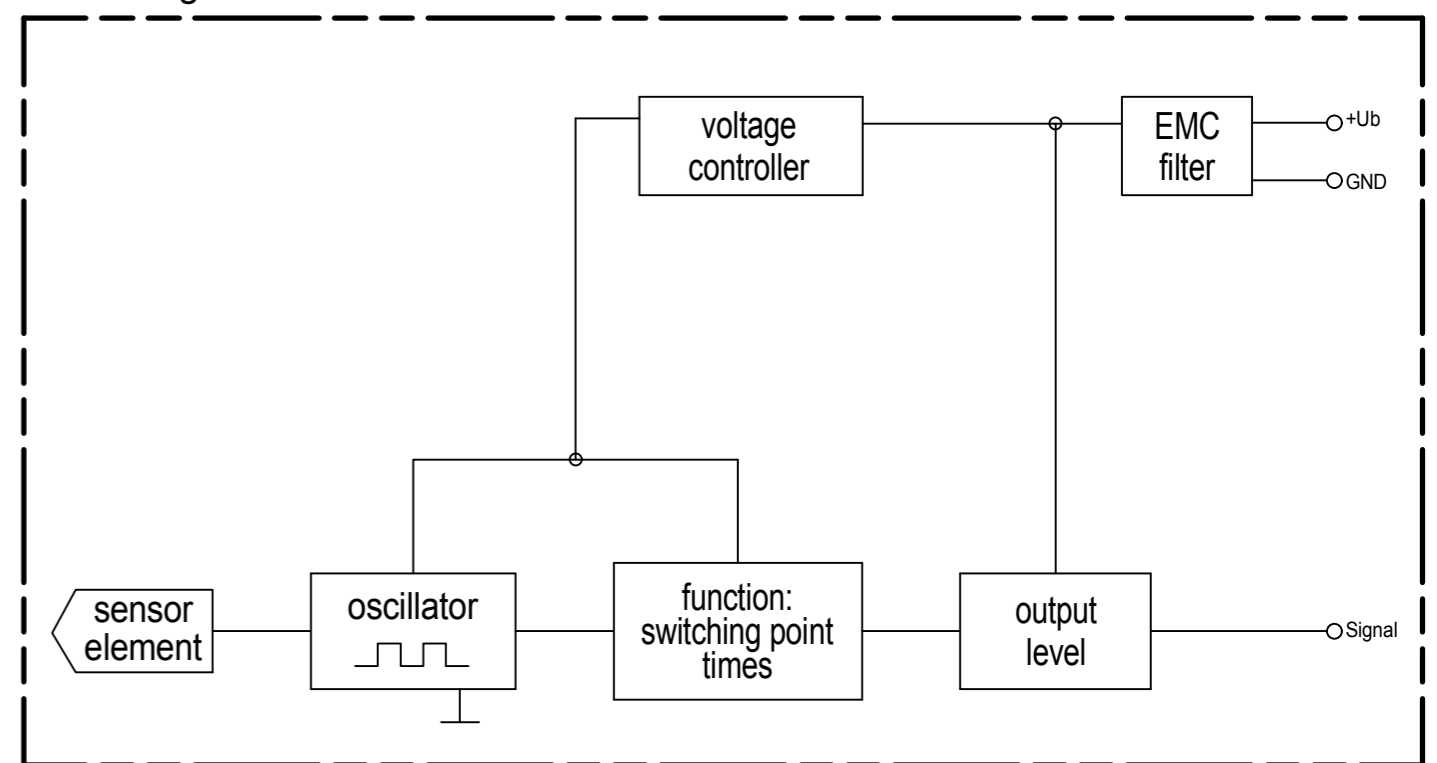 voltage
controller
EMC
filter
+Ub
GND
sensor
element
oscillator
function:
switching point
times
output
level
Signal